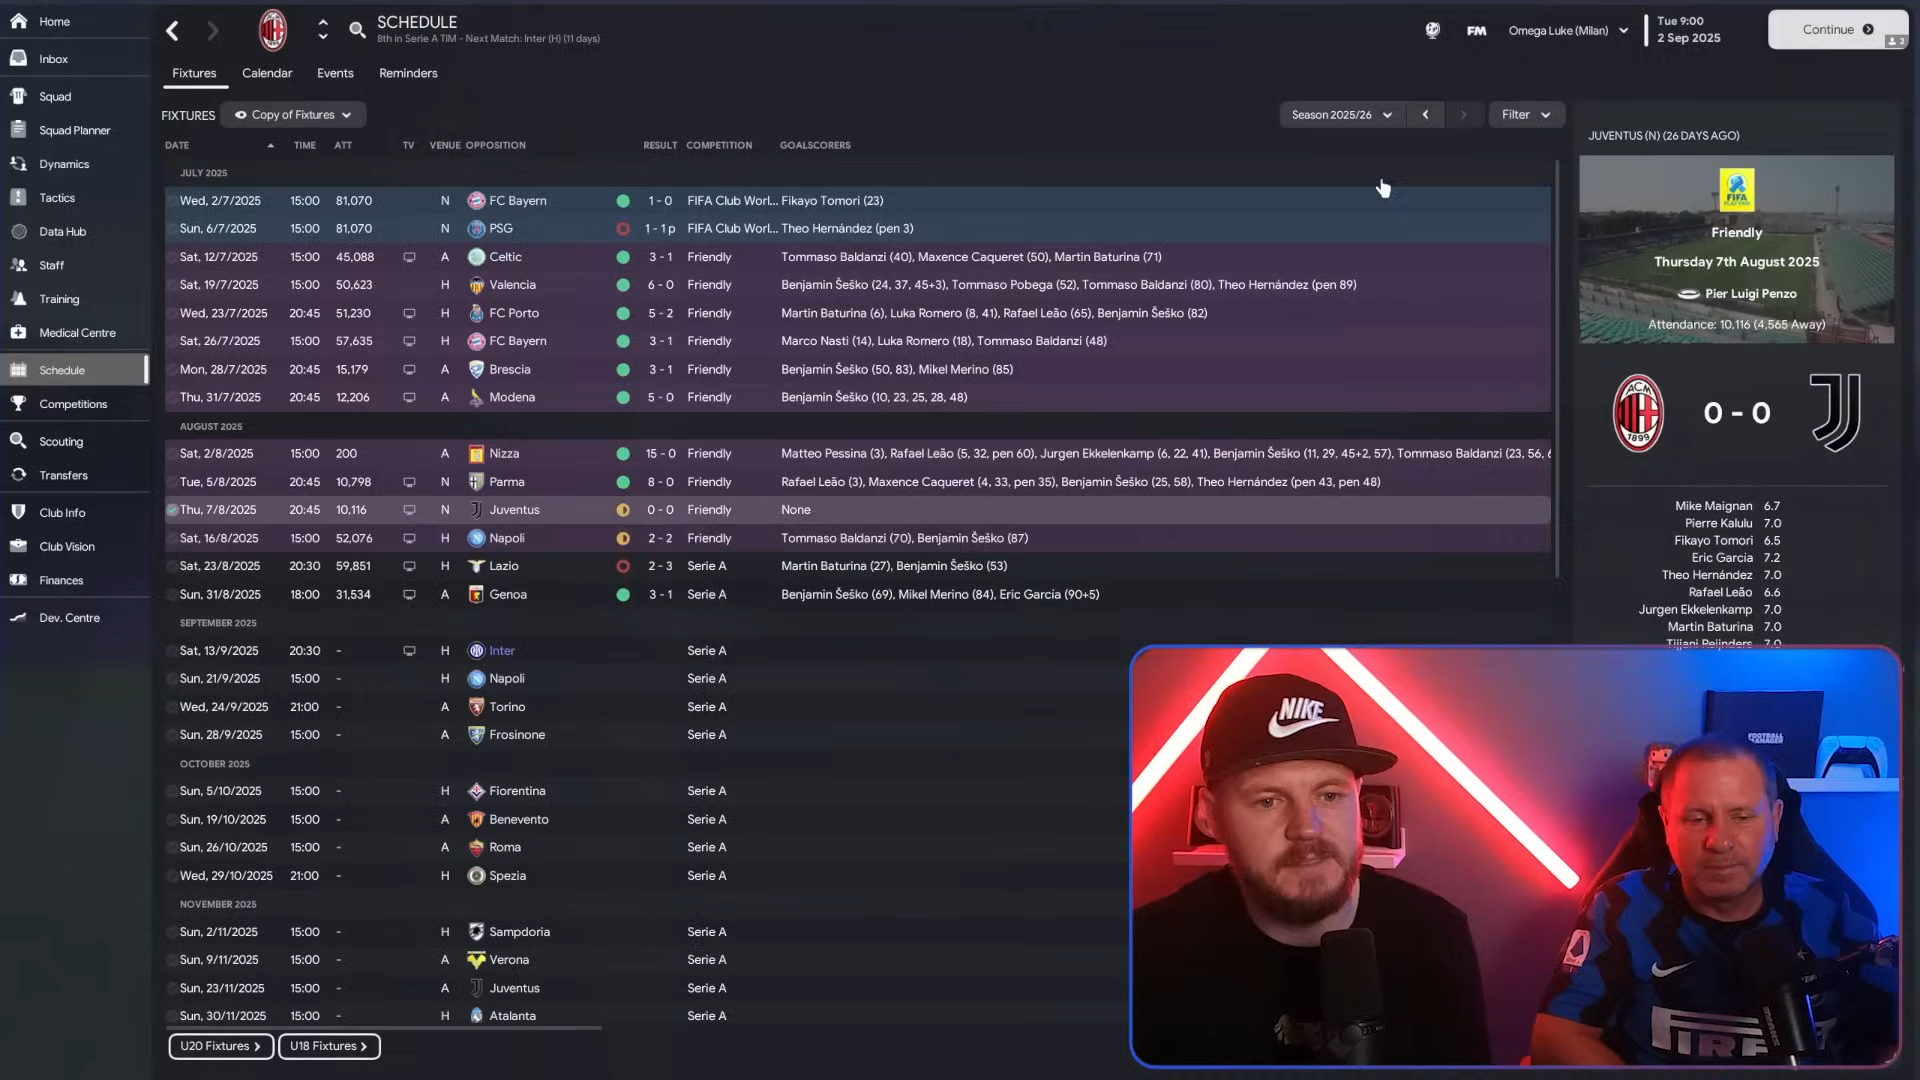 Home
Inbox
Squad
Squad Planner
Dynamics
Tactics
Data Hub
Staff
Training
Medical Centre
Schedule
Competitions
Scouting
Transfers
Club Info
Club Vision
Finances
Dev. Centre
SCHEDULE
8th in Serie A TIM - Next Match: Inter (H) (11 days)
FM
Omega Luke (Milan)
Tue 9:00
2 Sep 2025
Continue
2
Fixtures Calendar Events Reminders
FIXTURES Copy of Fixtures Season 2025/26 Filter
DATE TIME ATT TV VENUE OPPOSITION RESULT COMPETITION GOALSCORERS
JULY 2025
Wed, 2/7/2025 15:00 81,070 N FC Bayern 1 - 0 FIFA Club Worl... Fikayo Tomori (23)
Sun, 6/7/2025 15:00 81,070 N PSG 1 - 1 p FIFA Club Worl... Theo Hernández (pen 3)
Sat, 12/7/2025 15:00 45,088 A Celtic 3 - 1 Friendly Tommaso Baldanzi (40), Maxence Caqueret (50), Martin Baturina (71)
Sat, 19/7/2025 15:00 50,623 H Valencia 6 - 0 Friendly Benjamin Šeško (24, 37, 45+3), Tommaso Pobega (52), Tommaso Baldanzi (80), Theo Hernández (pen 89)
Wed, 23/7/2025 20:45 51,230 H FC Porto 5 - 2 Friendly Martin Baturina (6), Luka Romero (8, 41), Rafael Leão (65), Benjamin Šeško (82)
Sat, 26/7/2025 15:00 57,635 H FC Bayern 3 - 1 Friendly Marco Nasti (14), Luka Romero (18), Tommaso Baldanzi (48)
Mon, 28/7/2025 20:45 15,179 A Brescia 3 - 1 Friendly Benjamin Šeško (50, 83), Mikel Merino (85)
Thu, 31/7/2025 20:45 12,206 A Modena 5 - 0 Friendly Benjamin Šeško (10, 23, 25, 28, 48)
AUGUST 2025
Sat, 2/8/2025 15:00 200 A Nizza 15 - 0 Friendly Matteo Pessina (3), Rafael Leão (5, 32, pen 60), Jurgen Ekkelenkamp (6, 22, 41), Benjamin Šeško (11, 29, 45+2, 57), Tommaso Baldanzi (23, 56, 6
Tue, 5/8/2025 20:45 10,798 N Parma 8 - 0 Friendly Rafael Leão (3), Maxence Caqueret (4, 33, pen 35), Benjamin Šeško (25, 58), Theo Hernández (pen 43, pen 48)
Thu, 7/8/2025 20:45 10,116 N Juventus 0 - 0 Friendly None
Sat, 16/8/2025 15:00 52,076 H Napoli 2 - 2 Friendly Tommaso Baldanzi (70), Benjamin Šeško (87)
Sat, 23/8/2025 20:30 59,851 H Lazio 2 - 3 Serie A Martin Baturina (27), Benjamin Šeško (53)
Sun, 31/8/2025 18:00 31,534 A Genoa 3 - 1 Serie A Benjamin Šeško (69), Mikel Merino (84), Eric García (90+5)
SEPTEMBER 2025
Sat, 13/9/2025 20:30 - H Inter Serie A
Sun, 21/9/2025 15:00 - H Napoli Serie A
Wed, 24/9/2025 21:00 - A Torino Serie A
Sun, 28/9/2025 15:00 - A Frosinone Serie A
OCTOBER 2025
Sun, 5/10/2025 15:00 - H Fiorentina Serie A
Sun, 19/10/2025 15:00 - A Benevento Serie A
Sun, 26/10/2025 15:00 - A Roma Serie A
Wed, 29/10/2025 21:00 - H Spezia Serie A
NOVEMBER 2025
Sun, 2/11/2025 15:00 - H Sampdoria Serie A
Sun, 9/11/2025 15:00 - A Verona Serie A
Sun, 23/11/2025 15:00 - A Juventus Serie A
Sun, 30/11/2025 15:00 - H Atalanta Serie A
U20 Fixtures U18 Fixtures
JUVENTUS (N) (26 DAYS AGO)
FIFA
Friendly
Thursday 7th August 2025
Pier Luigi Penzo
Attendance: 10,116 (4,565 Away)
ACM
1899
0 - 0
Mike Maignan 6.7
Pierre Kalulu 7.0
Fikayo Tomori 6.5
Eric García 7.2
Theo Hernández 7.0
Rafael Leão 6.6
Jurgen Ekkelenkamp 7.0
Martin Baturina 7.0
Tijjani Reijnders 7.0
NIKE
FOOTBALL
MANAGER